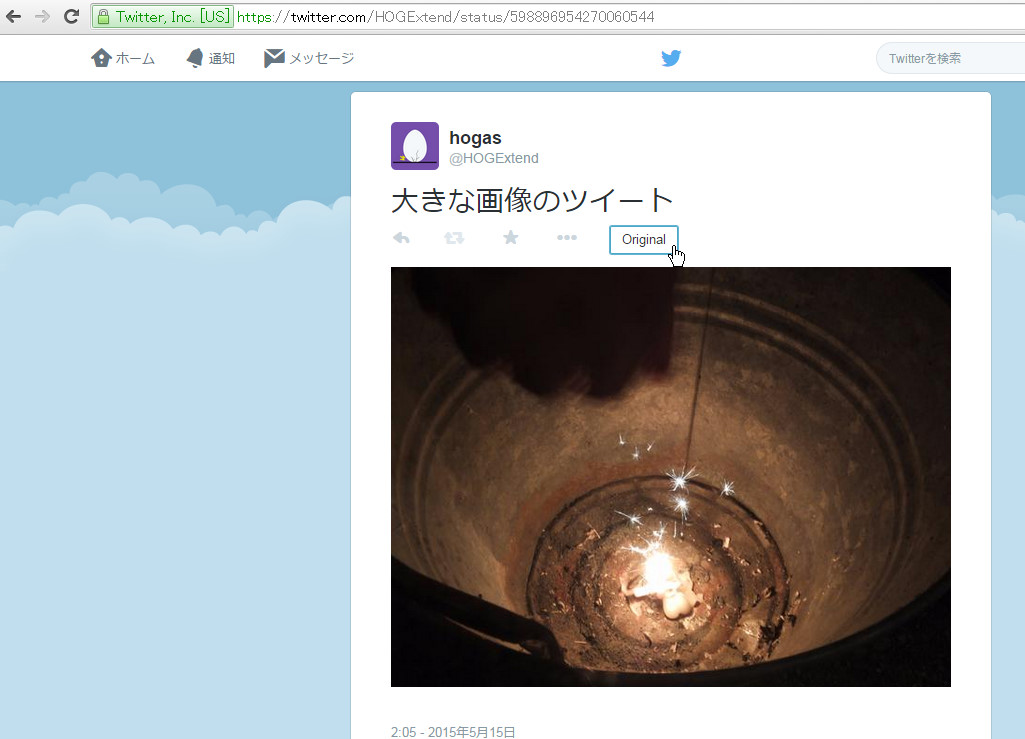 Twitter, Inc. [US] https://twitter.com/HOGExtend/status/598896954270060544
ホーム 通知 メッセージ Twitterを検索
hogas
@HOGExtend
大きな画像のツイート
Original
2:05 - 2015年5月15日